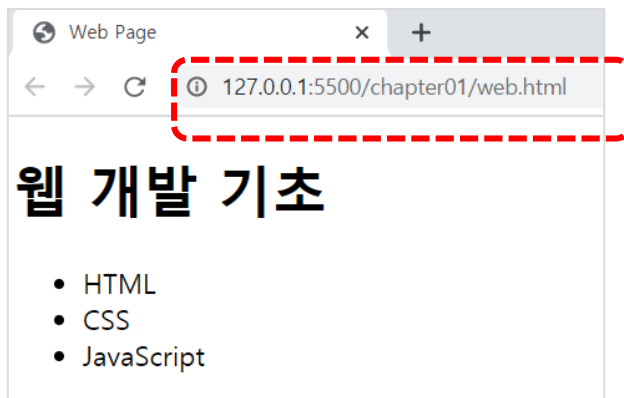 Web Page
127.0.0.1:5500/chapter01/web.html
웹 개발 기초
HTML
CSS
JavaScript